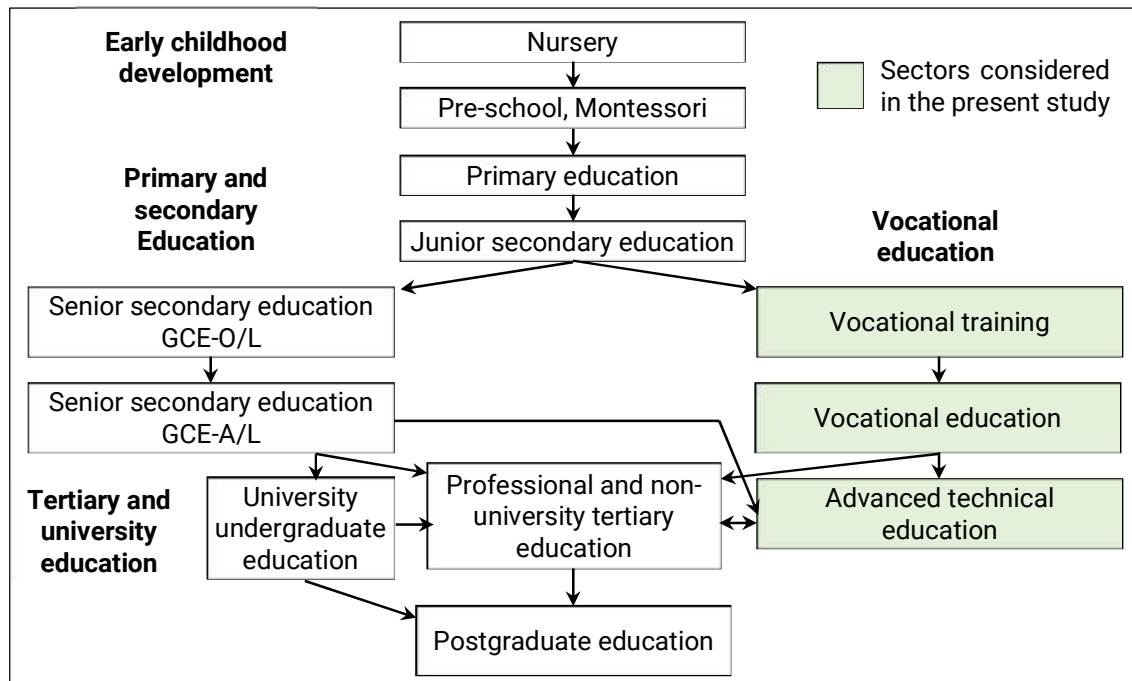 Early childhood
development
Nursery
Sectors considered
in the present study
Pre-school, Montessori
Primary and
secondary
Education
Primary education
Junior secondary education
Vocational
education
Senior secondary education
GCE-O/L
Vocational training
Senior secondary education
GCE-A/L
Vocational education
Tertiary and
university
education
University
undergraduate
education
Professional and non-
university tertiary
education
Advanced technical
education
Postgraduate education